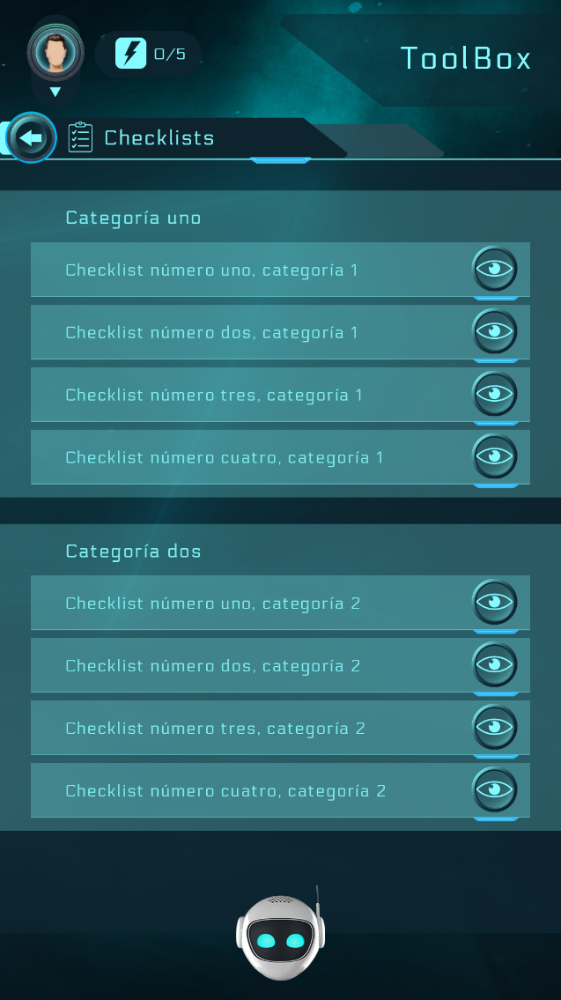 0/5
ToolBox
Checklists
Categoría uno
Checklist número uno, categoría 1
Checklist número dos, categoría 1
Checklist número tres, categoría 1
Checklist número cuatro, categoría 1
Categoría dos
Checklist número uno, categoría 2
Checklist número dos, categoría 2
Checklist número tres, categoría 2
Checklist número cuatro, categoría 2